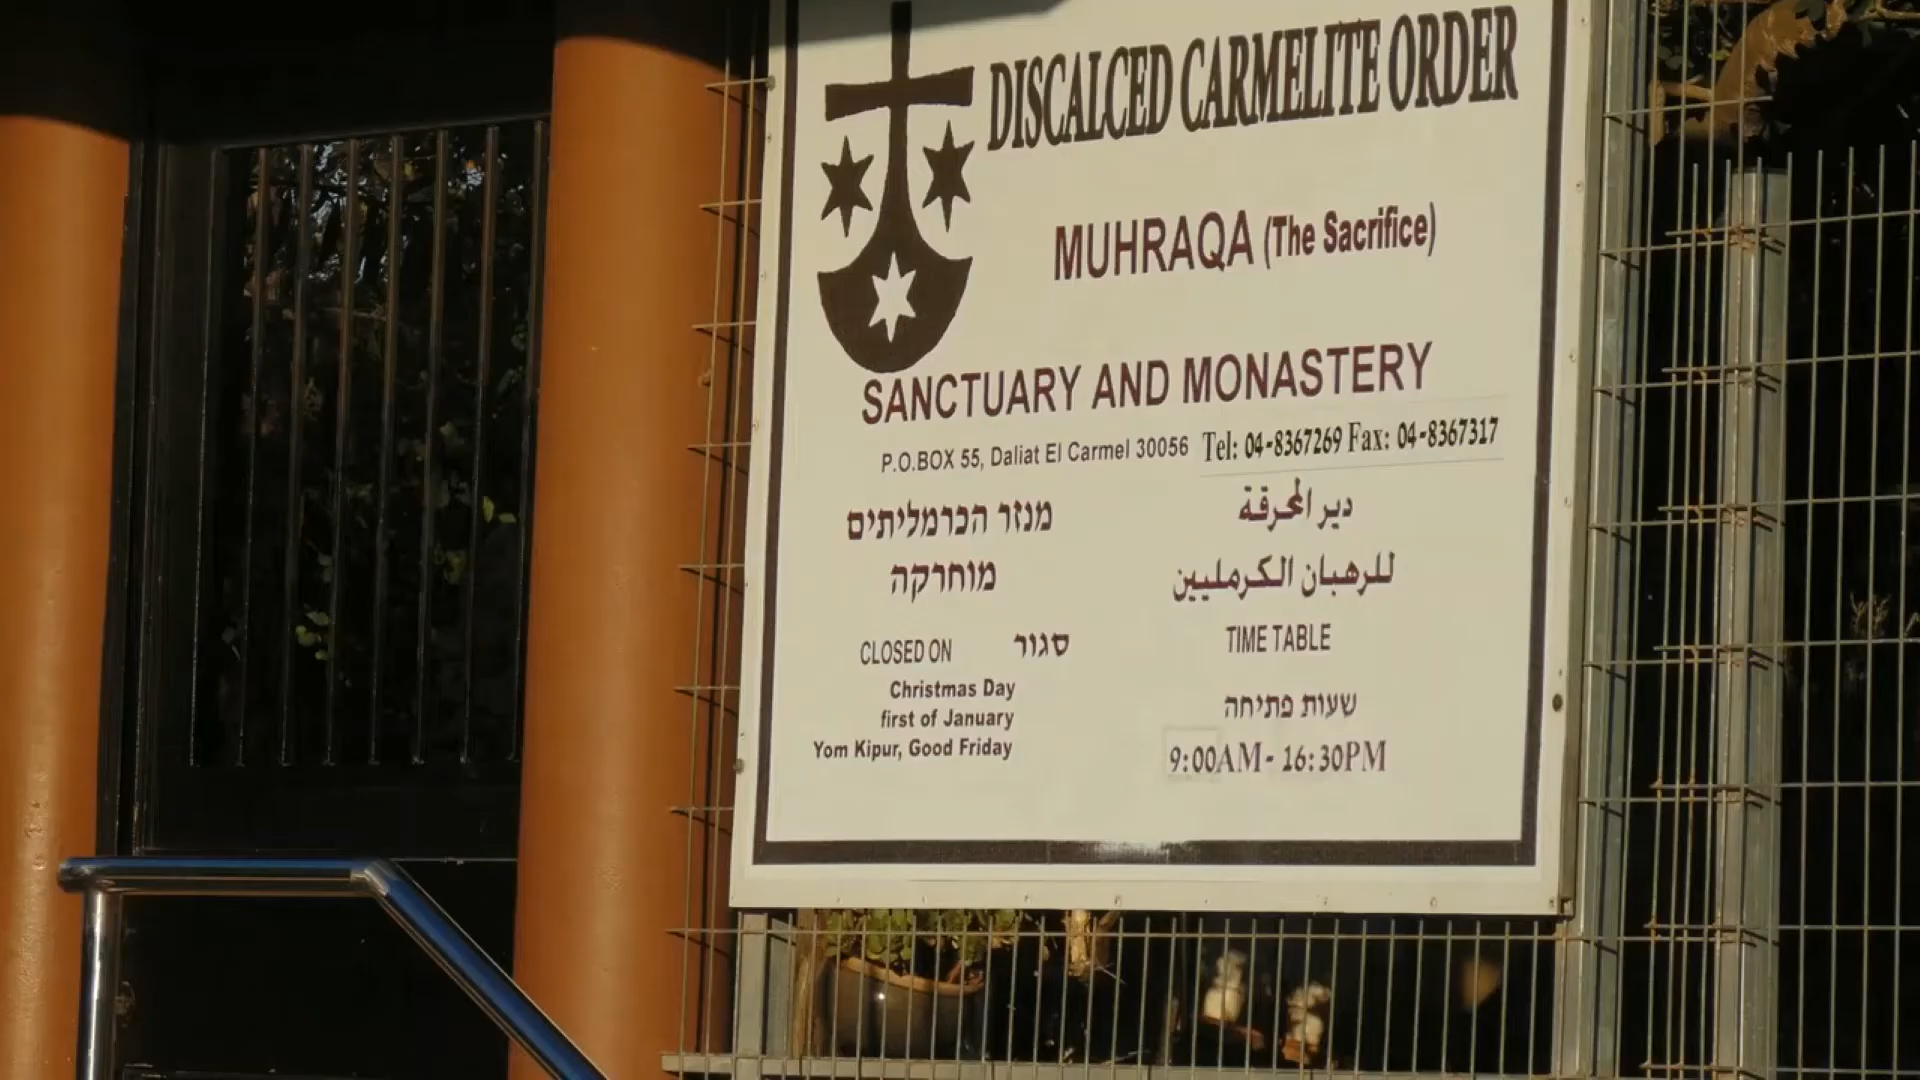 DISCALCED CARMELITE ORDER
MUHRAQA (The Sacrifice)
SANCTUARY AND MONASTERY
P.O.BOX 55, Daliat El Carmel 30056 Tel: 04-8367269 Fax: 04-8367317
מנזר הכרמליתים
מוחרקה
دير المحرقة
للرهبان الكرمليين
CLOSED ON סגור
Christmas Day
first of January
Yom Kipur, Good Friday
TIME TABLE
שעות פתיחה
9:00AM- 16:30PM